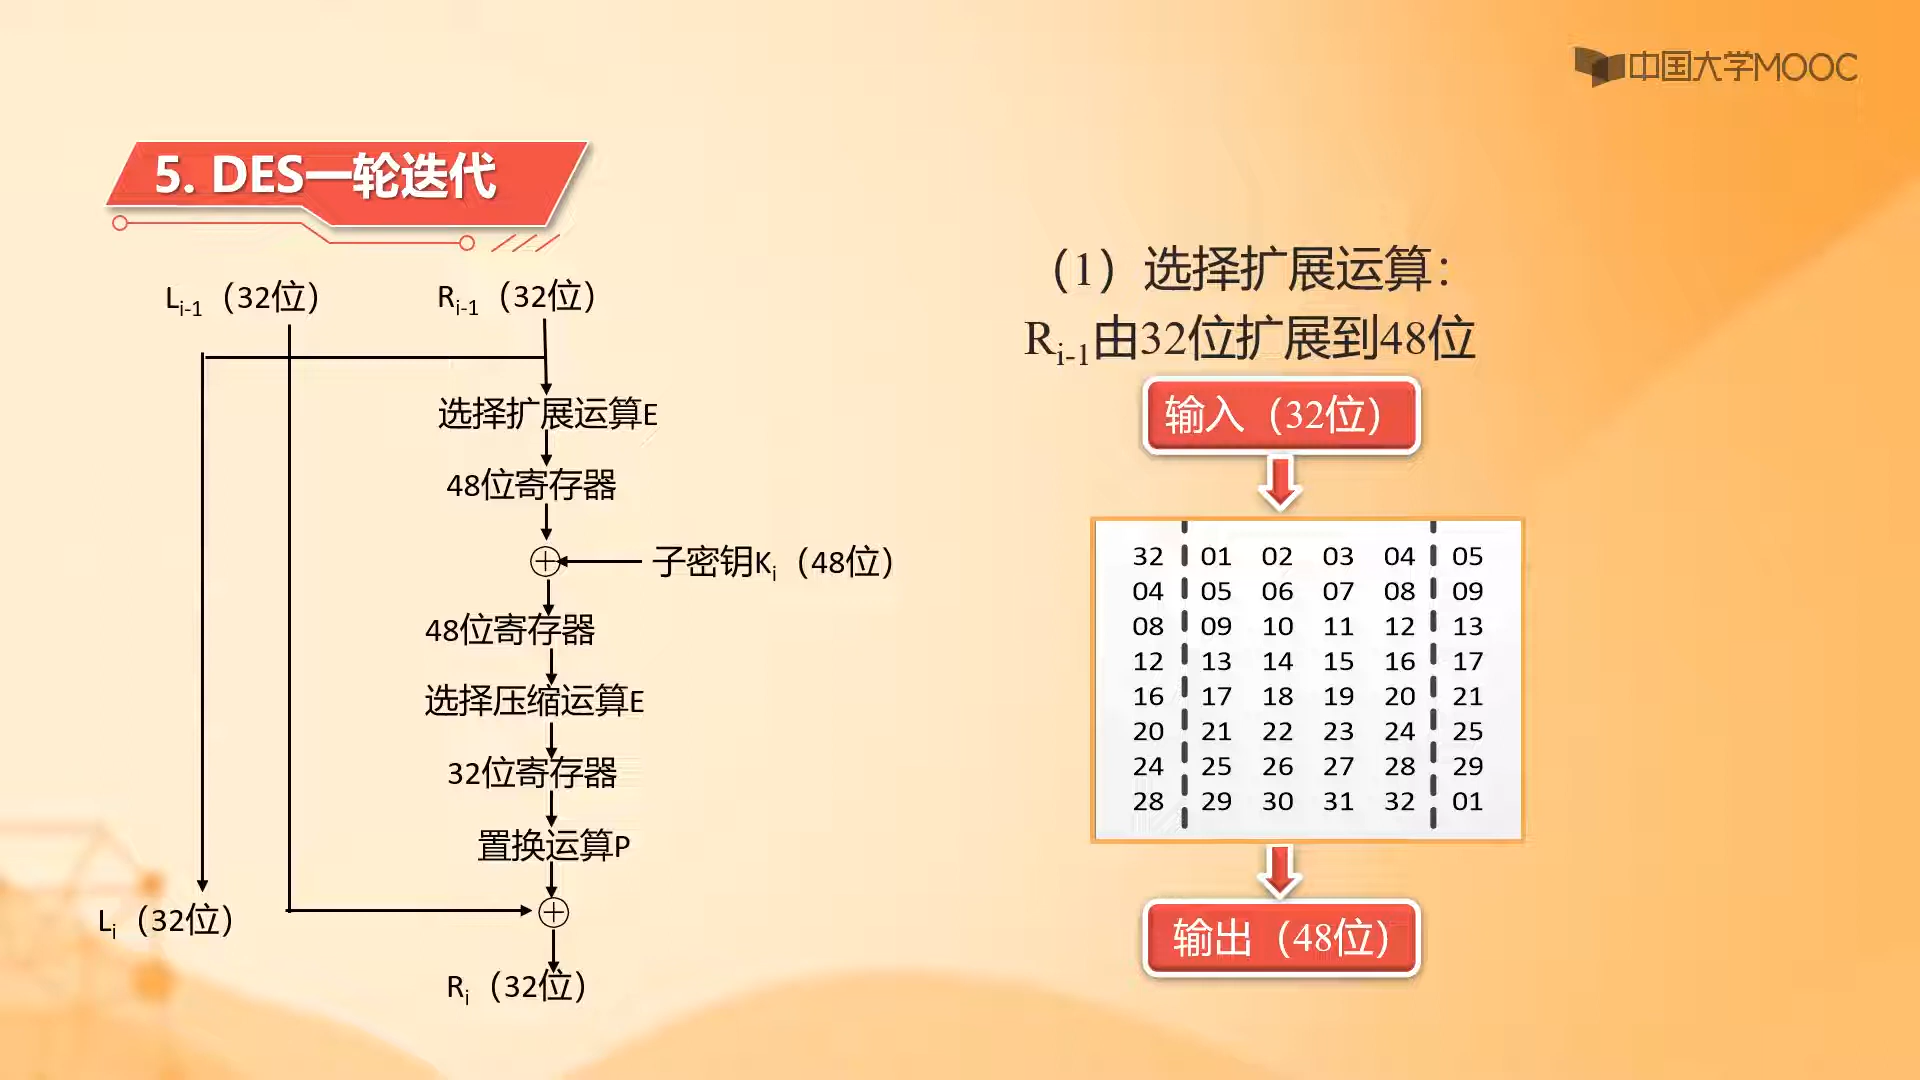 中国大学MOOC
5. DES一轮迭代
Li-1（32位）
Ri-1（32位）
选择扩展运算E
48位寄存器
子密钥Ki（48位）
48位寄存器
选择压缩运算E
32位寄存器
置换运算P
Li（32位）
Ri（32位）
（1）选择扩展运算：
Ri-1由32位扩展到48位
输入（32位）
32 01 02 03 04 05
04 05 06 07 08 09
08 09 10 11 12 13
12 13 14 15 16 17
16 17 18 19 20 21
20 21 22 23 24 25
24 25 26 27 28 29
28 29 30 31 32 01
输出（48位）